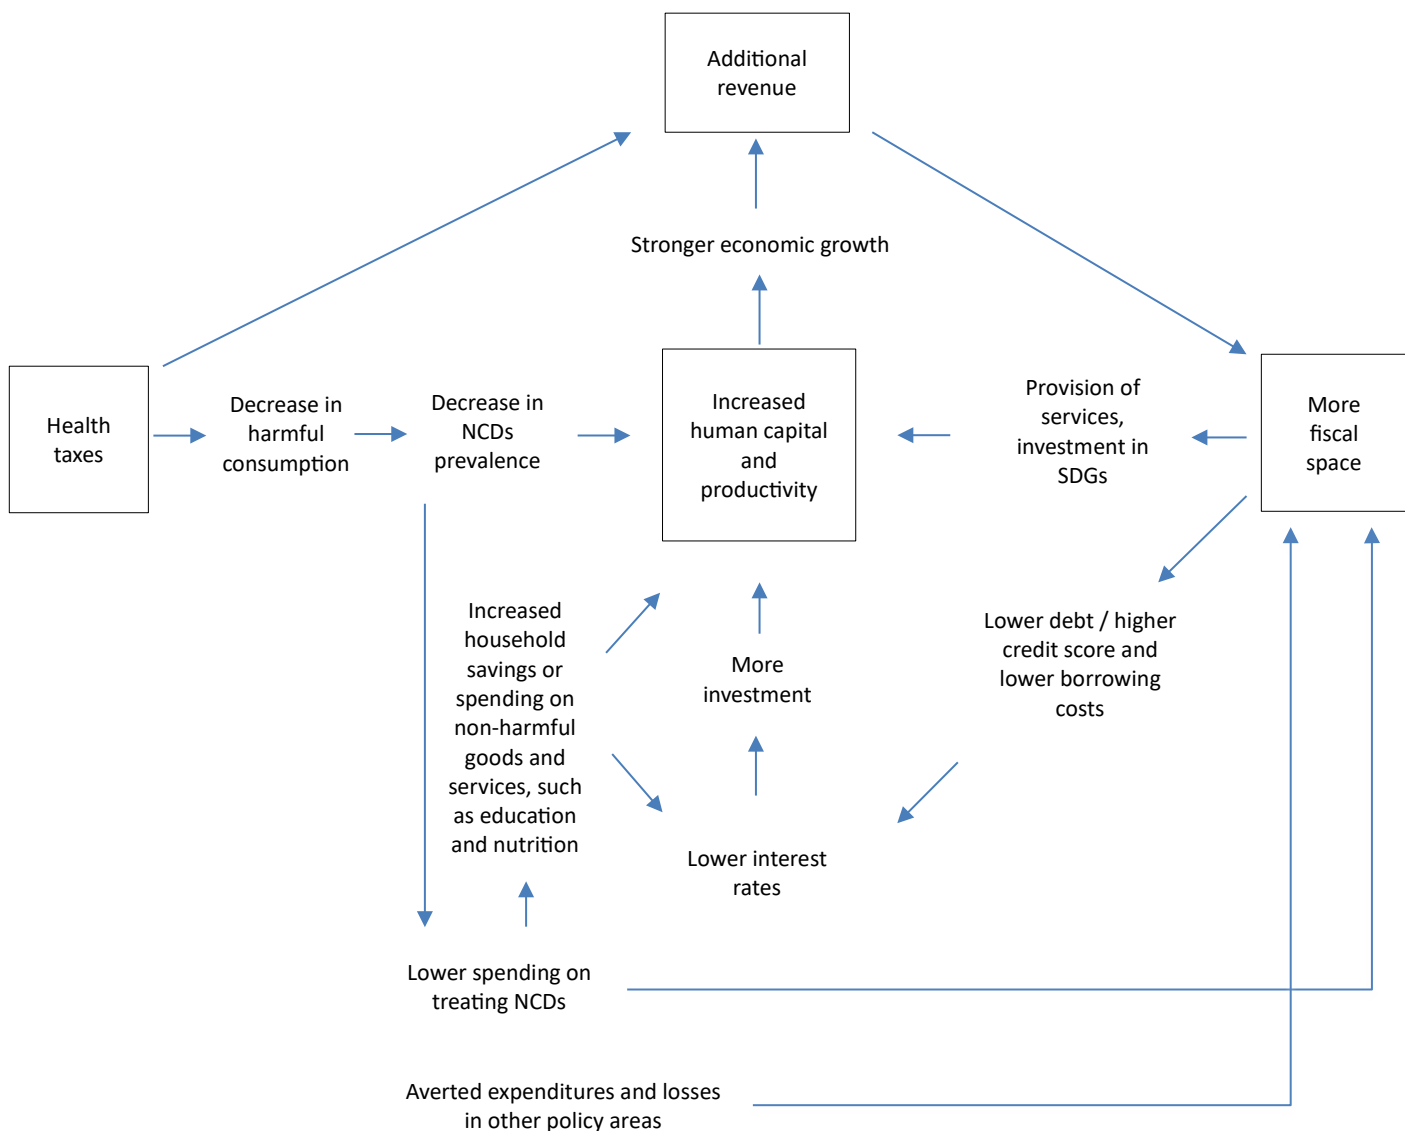 Additional
revenue
Stronger economic growth
Health
taxes
Decrease in
harmful
consumption
Decrease in
NCDs
prevalence
Increased
human capital
and
productivity
Provision of
services,
investment in
SDGs
More
fiscal
space
Increased
household
savings or
spending on
non-harmful
goods and
services, such
as education
and nutrition
More
investment
Lower debt / higher
credit score and
lower borrowing
costs
Lower interest
rates
Lower spending on
treating NCDs
Averted expenditures and losses
in other policy areas